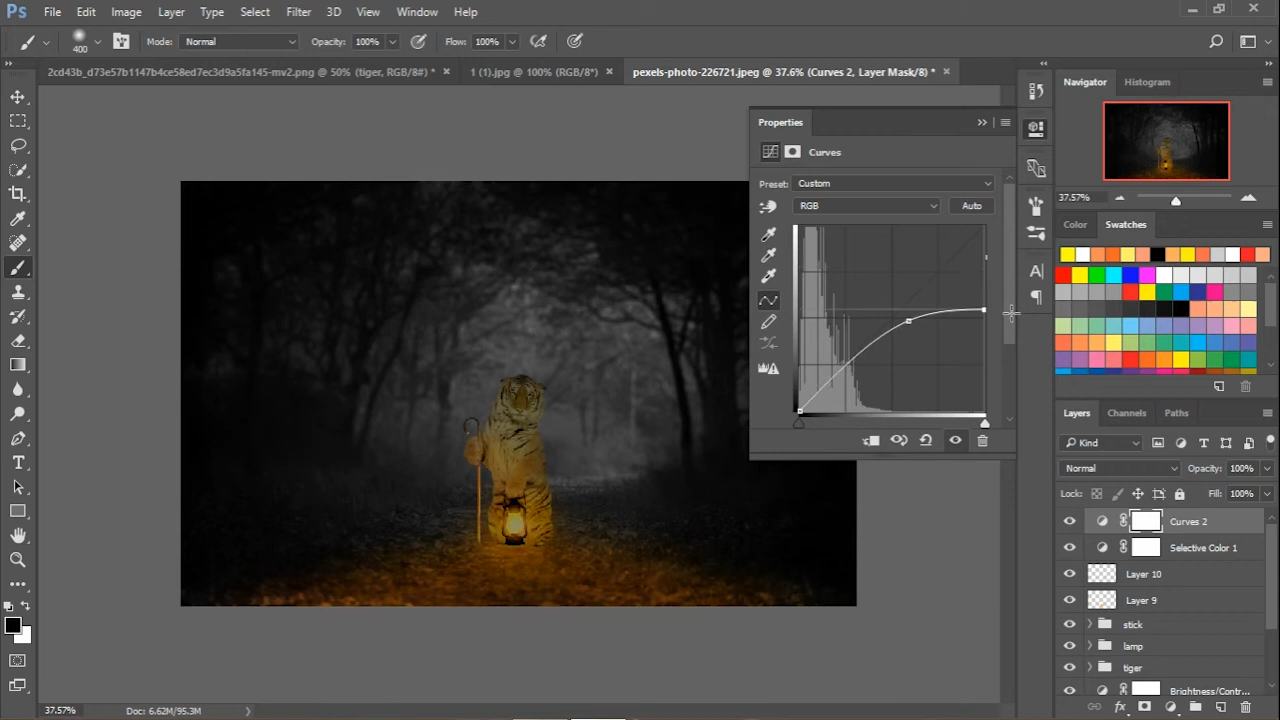 Ps File Edit Image Layer Type Select Filter 3D View Window Help
400 Mode: Normal Opacity: 100% Flow: 100%
2cd43b_d73e57b1147b4ce58ed7ec3d9a5fa145-mv2.png @ 50% (tiger, RGB/8#) * × 1 (1).jpg @ 100% (RGB/8*) × pexels-photo-226721.jpeg @ 37.6% (Curves 2, Layer Mask/8) * ×
Navigator Histogram
Properties
Curves
Preset: Custom
RGB Auto
37.57%
Color Swatches
A
Layers Channels Paths
Kind
Normal Opacity: 100%
Lock: Fill: 100%
Curves 2
Selective Color 1
Layer 10
Layer 9
stick
lamp
tiger
Brightness/Contr...
fx
37.57% Doc: 6.62M/95.3M